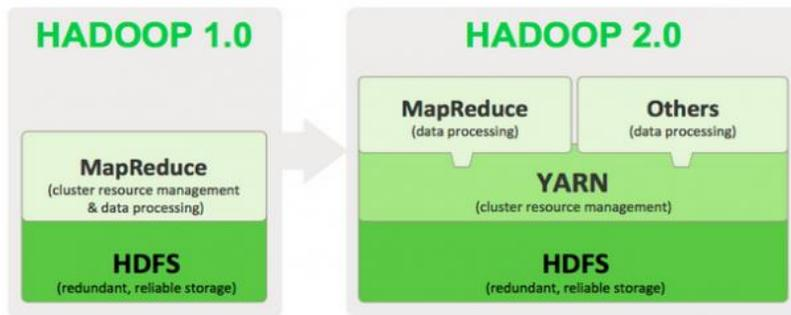 HADOOP 1.0
MapReduce
(cluster resource management
& data processing)
HDFS
(redundant, reliable storage)
HADOOP 2.0
MapReduce
(data processing)
Others
(data processing)
YARN
(cluster resource management)
HDFS
(redundant, reliable storage)